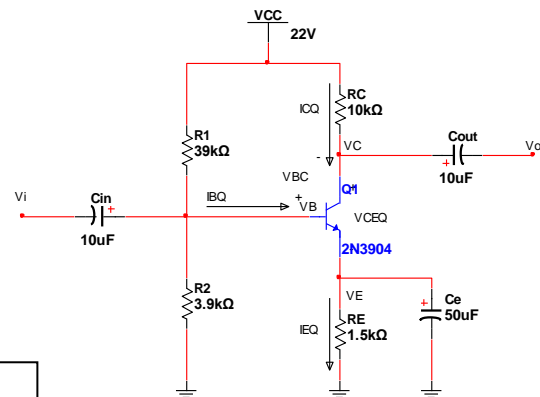 VCC
22V
RC
10kΩ
ICQ
R1
39kΩ
VC
Cout
Vo
-
+
10uF
VBC
Q1
Vi
Cin
+
IBQ
+
VB
VCEQ
10uF
2N3904
R2
3.9kΩ
VE
+
Ce
50uF
IEQ
RE
1.5kΩ